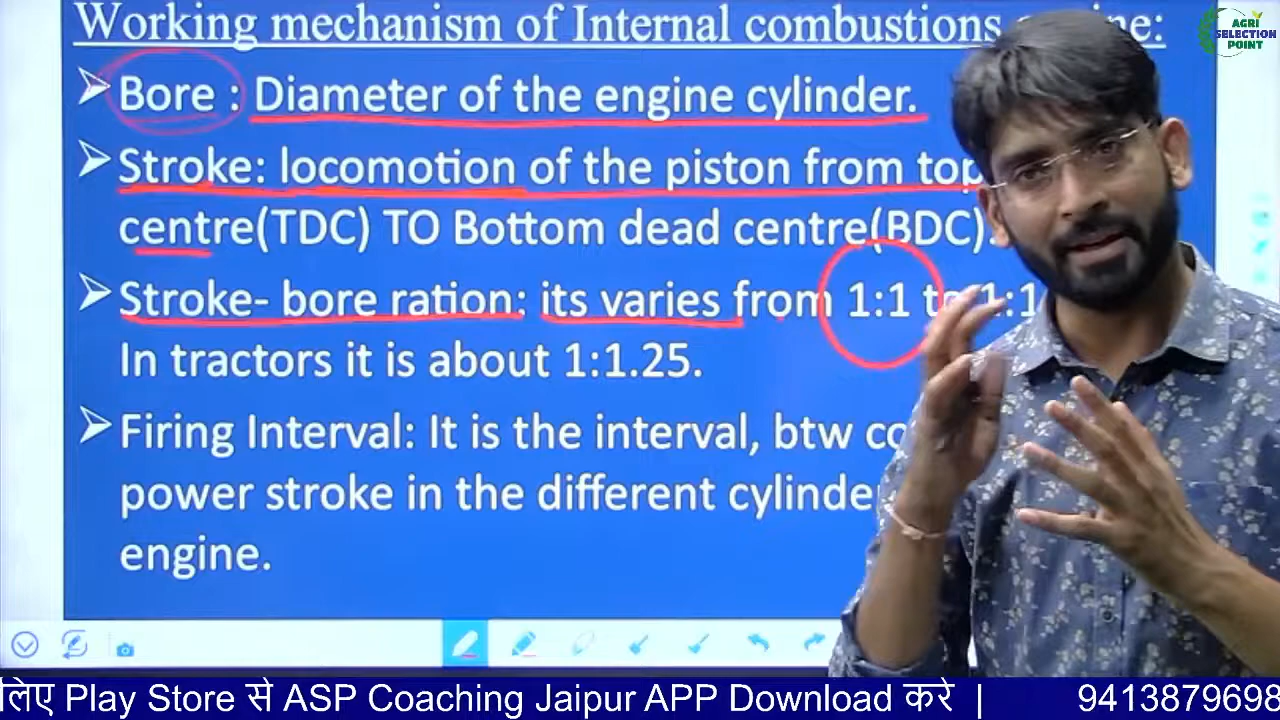 Working mechanism of Internal combustions
AGRI
SELECTION
POINT
Bore : Diameter of the engine cylinder.
Stroke: locomotion of the piston from top
centre(TDC) TO Bottom dead centre(BDC).
Stroke- bore ration: its varies from 1:1 to 1:1
In tractors it is about 1:1.25.
Firing Interval: It is the interval, btw
power stroke in the different
engine.
लिए Play Store से ASP Coaching Jaipur APP Download करे | 9413879698